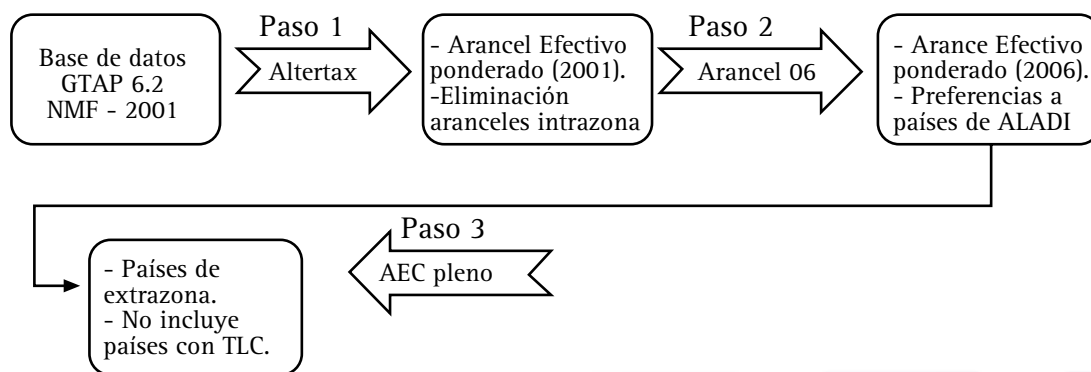 Base de datos
GTAP 6.2
NMF - 2001
Paso 1
Altertax
- Arancel Efectivo
ponderado (2001).
-Eliminación
aranceles intrazona
Paso 2
Arancel 06
- Arance Efectivo
ponderado (2006).
- Preferencias a
países de ALADI
Paso 3
AEC pleno
- Países de
extrazona.
- No incluye
países con TLC.